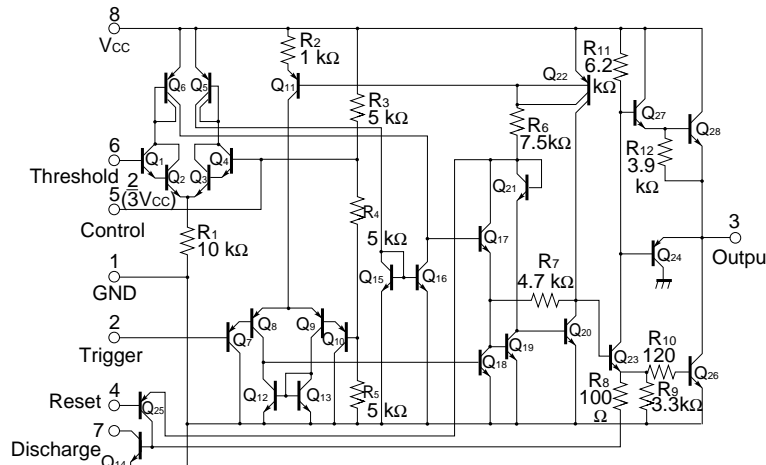 8
VCC
R2
1 kΩ
R11
6.2
kΩ
Q6
Q5
Q11
Q22
R3
5 kΩ
Q27
Q28
R6
7.5kΩ
R12
3.9
kΩ
6
Threshold
Q1
Q2
Q3
Q4
Q21
5
2
(3VCC)
Control
R1
10 kΩ
R4
5 kΩ
Q17
3
Outpu
Q24
1
GND
Q15
Q16
R7
4.7 kΩ
2
Trigger
Q7
Q8
Q9
Q10
Q18
Q19
Q20
Q23
R10
120
Q26
4
Reset
Q25
Q12
Q13
R5
5 kΩ
R8
100
Ω
R9
3.3kΩ
7
Discharge
Q14